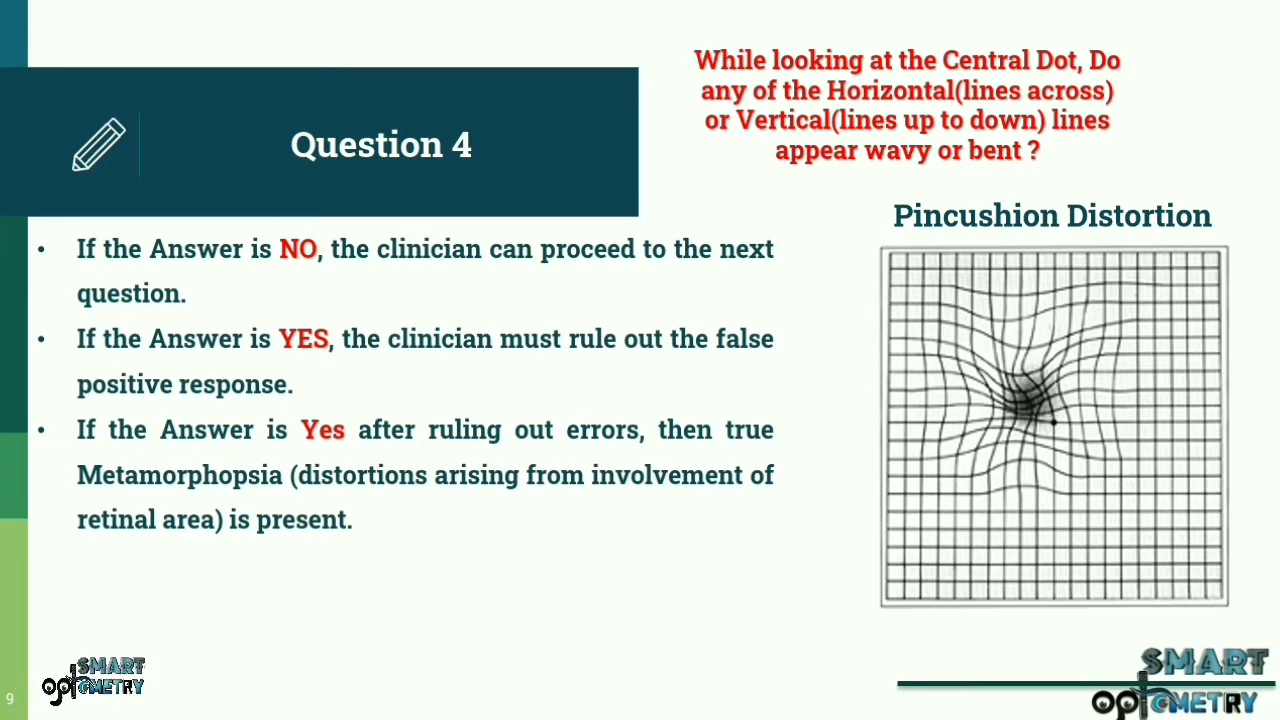 While looking at the Central Dot, Do
any of the Horizontal(lines across)
or Vertical(lines up to down) lines
appear wavy or bent ?
Question 4
Pincushion Distortion
• If the Answer is NO, the clinician can proceed to the next
question.
• If the Answer is YES, the clinician must rule out the false
positive response.
• If the Answer is Yes after ruling out errors, then true
Metamorphopsia (distortions arising from involvement of
retinal area) is present.
9
SMART
optOMETRY
SMART
optOMETRY